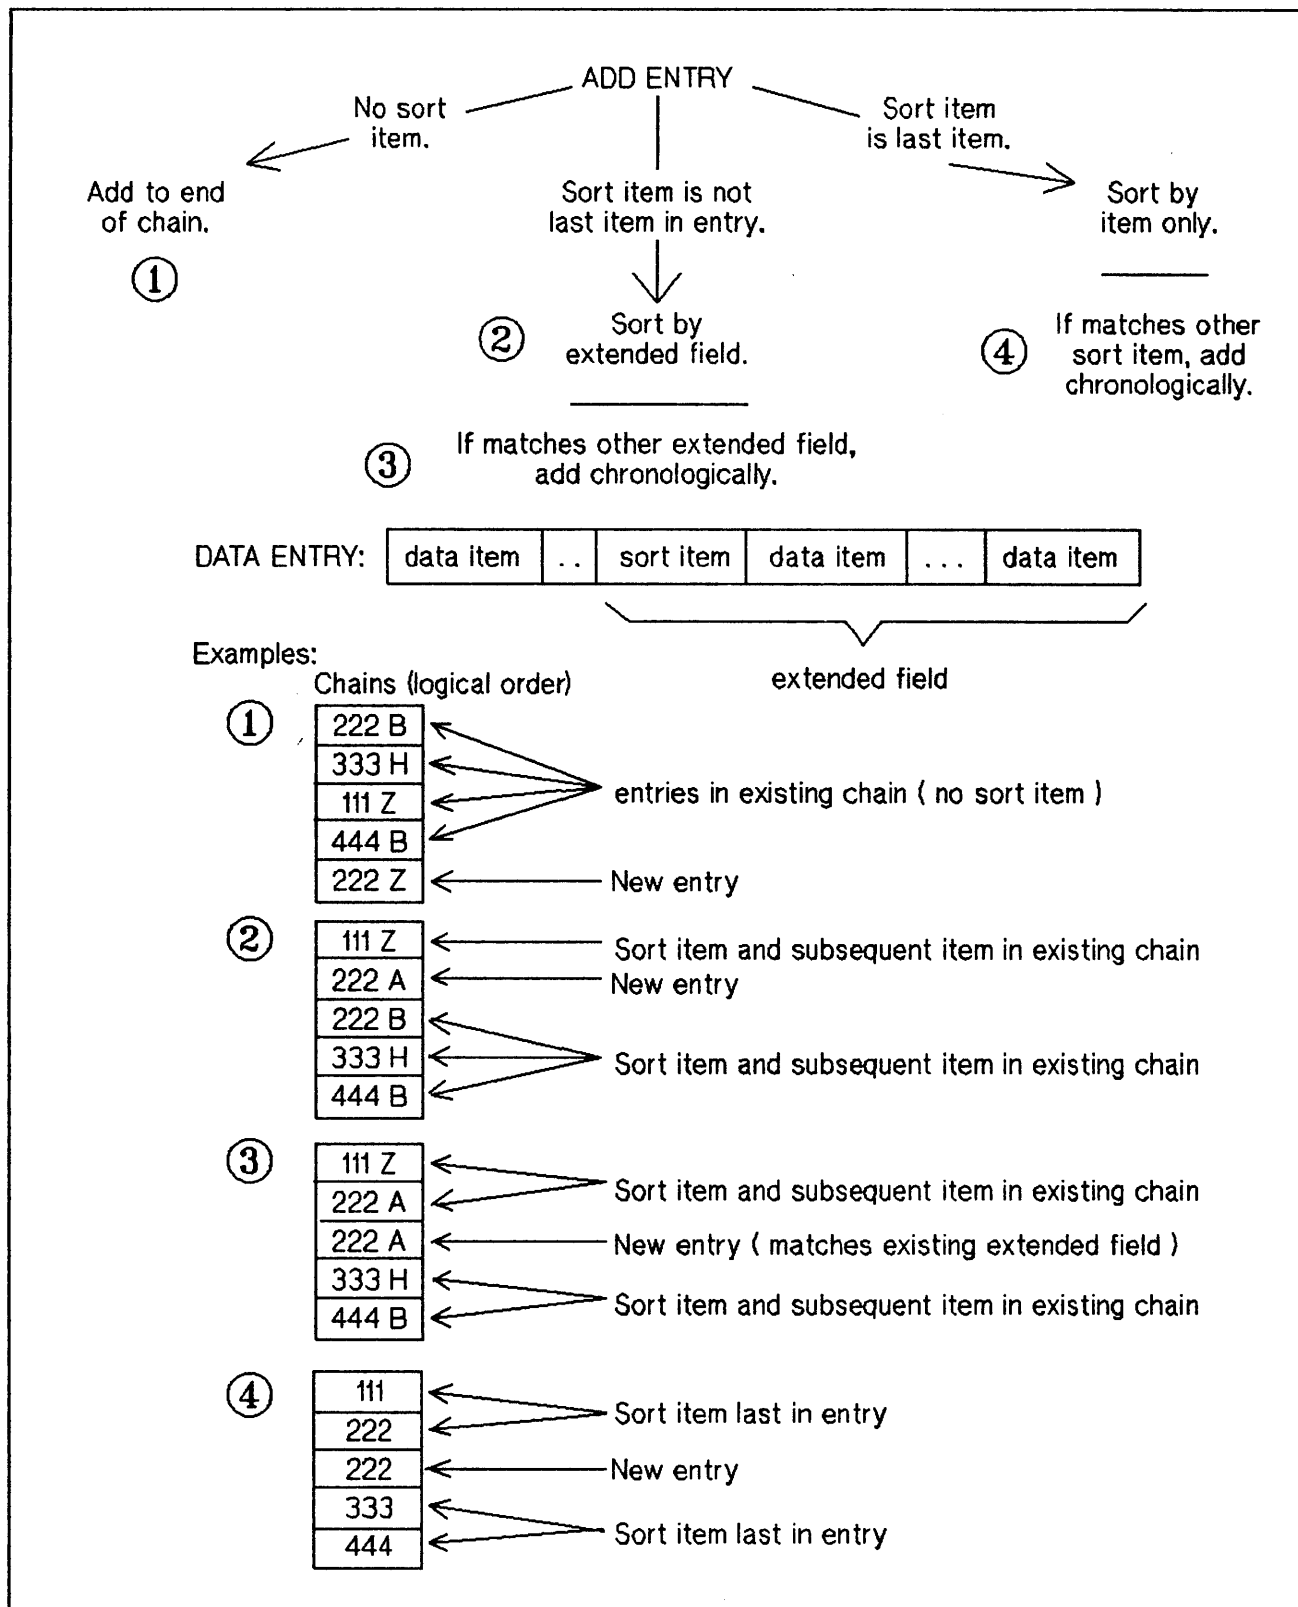 ADD ENTRY
No sort
item.
Sort item
is last item.
Add to end
of chain.
1
Sort item is not
last item in entry.
Sort by
item only.
2
Sort by
extended field.
4
If matches other
sort item, add
chronologically.
3
If matches other extended field,
add chronologically.
DATA ENTRY: data item .. sort item data item ... data item
extended field
Examples:
Chains (logical order)
1
222 B
333 H
111 Z
444 B
222 Z
entries in existing chain ( no sort item )
New entry
2
111 Z
222 A
222 B
333 H
444 B
Sort item and subsequent item in existing chain
New entry
Sort item and subsequent item in existing chain
3
111 Z
222 A
222 A
333 H
444 B
Sort item and subsequent item in existing chain
New entry ( matches existing extended field )
Sort item and subsequent item in existing chain
4
111
222
222
333
444
Sort item last in entry
New entry
Sort item last in entry